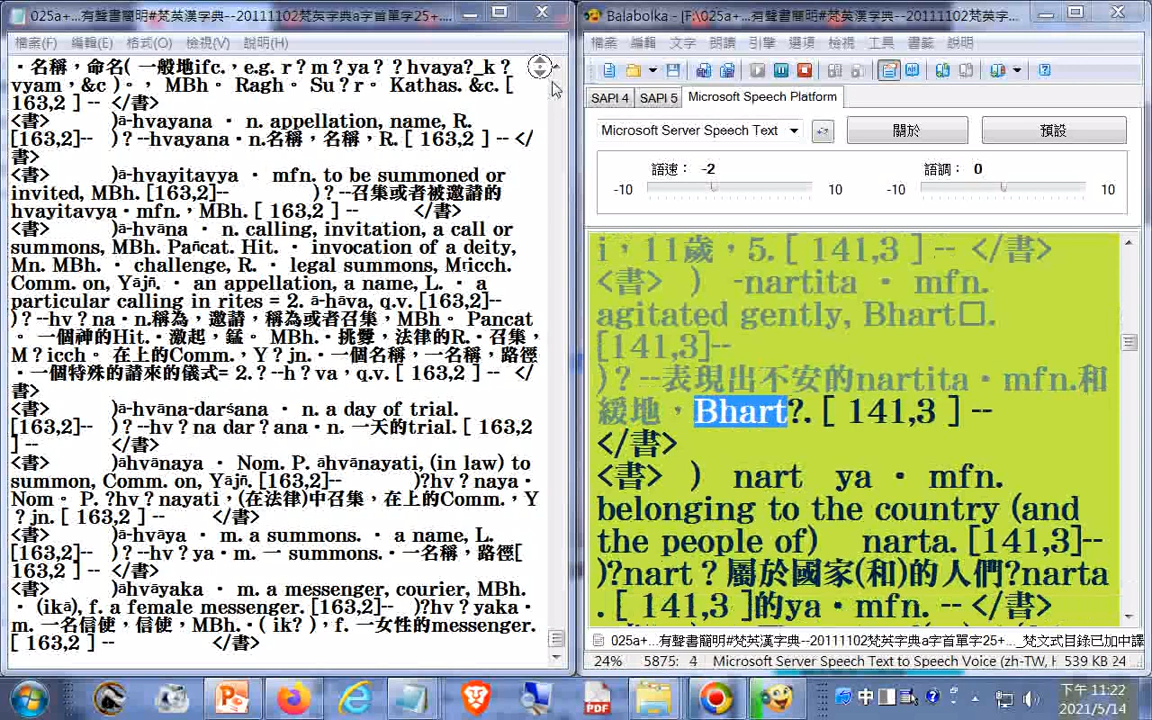 025a+...有聲書簡明#梵英漢字典--20111102梵英字典a字首單字25+...
檔案(F) 編輯(E) 格式(O) 檢視(V) 說明(H)
‧名稱，命名( 一般地ifc.，e.g. r？m？ya？？hvaya?_k？
vyam，&c )。，MBh。Ragh。Su？r。Kathas. &c. [
163,2 ] -- </書>
<書> )ā-hvayana ‧ n. appellation, name, R.
[163,2]-- )？--hvayana‧n.名稱，名稱，R. [ 163,2 ] -- </
書>
<書> )ā-hvayitavya ‧ mfn. to be summoned or
invited, MBh. [163,2]-- )？--召集或者被邀請的
hvayitavya‧mfn.，MBh. [ 163,2 ] -- </書>
<書> )ā-hvāna ‧ n. calling, invitation, a call or
summons, MBh. Pañcat. Hit. ‧ invocation of a deity,
Mn. MBh. ‧ challenge, R. ‧ legal summons, Mṛicch.
Comm. on, Yājñ. ‧ an appellation, a name, L. ‧ a
particular calling in rites = 2. ā-hāva, q.v. [163,2]--
)？--hv？na‧n.稱為，邀請，稱為或者召集，MBh。Pancat
。一個神的Hit.‧激起，錳。MBh.‧挑釁，法律的R.‧召集，
M？icch。 在上的Comm.，Y？jn.‧一個名稱，一名稱，路徑
‧一個特殊的請來的儀式= 2.？--h？va，q.v. [ 163,2 ] -- </
書>
<書> )ā-hvāna-darśana ‧ n. a day of trial.
[163,2]-- )？--hv？na dar？ana‧n. 一天的trial. [ 163,2
] -- </書>
<書> )āhvānaya ‧ Nom. P. āhvānayati, (in law) to
summon, Comm. on, Yājñ. [163,2]-- )?hv？naya‧
Nom。P. ?hv？nayati，(在法律)中召集，在上的Comm.，Y
？jn. [ 163,2 ] -- </書>
<書> )ā-hvāya ‧ m. a summons. ‧ a name, L.
[163,2]-- )？--hv？ya‧m. 一 summons.‧一名稱，路徑[
163,2 ] -- </書>
<書> )āhvāyaka ‧ m. a messenger, courier, MBh.
‧ (ikā), f. a female messenger. [163,2]-- )?hv？yaka‧
m. 一名信使，信使，MBh.‧( ik？)，f. 一女性的messenger.
[ 163,2 ] -- </書>
Balabolka - [F:\025a+...有聲書簡明#梵英漢字典--20111102梵英字...
檔案 編輯 文字 朗讀 引擎 選項 檢視 工具 書籤 說明
SAPI 4 SAPI 5 Microsoft Speech Platform
Microsoft Server Speech Text 關於 預設
語速： -2 語調： 0
-10 10 -10 10
i，11歲，5. [ 141,3 ] -- </書>
<書> ) -nartita ‧ mfn.
agitated gently, Bhart□.
[141,3]--
)？--表現出不安的nartita‧mfn.和
緩地，Bhart?. [ 141,3 ] --
</書>
<書> ) nart ya ‧ mfn.
belonging to the country (and
the people of) narta. [141,3]--
)?nart？屬於國家(和)的人們?narta
. [ 141,3 ]的ya‧mfn. -- </書>
025a+...有聲書簡明#梵英漢字典--20111102梵英字典a字首單字25+..._梵文式目錄已加中譯
24% 5875: 4 Microsoft Server Speech Text to Speech Voice (zh-TW, H 539 KB 24
PDF
中
下午 11:22
2021/5/14